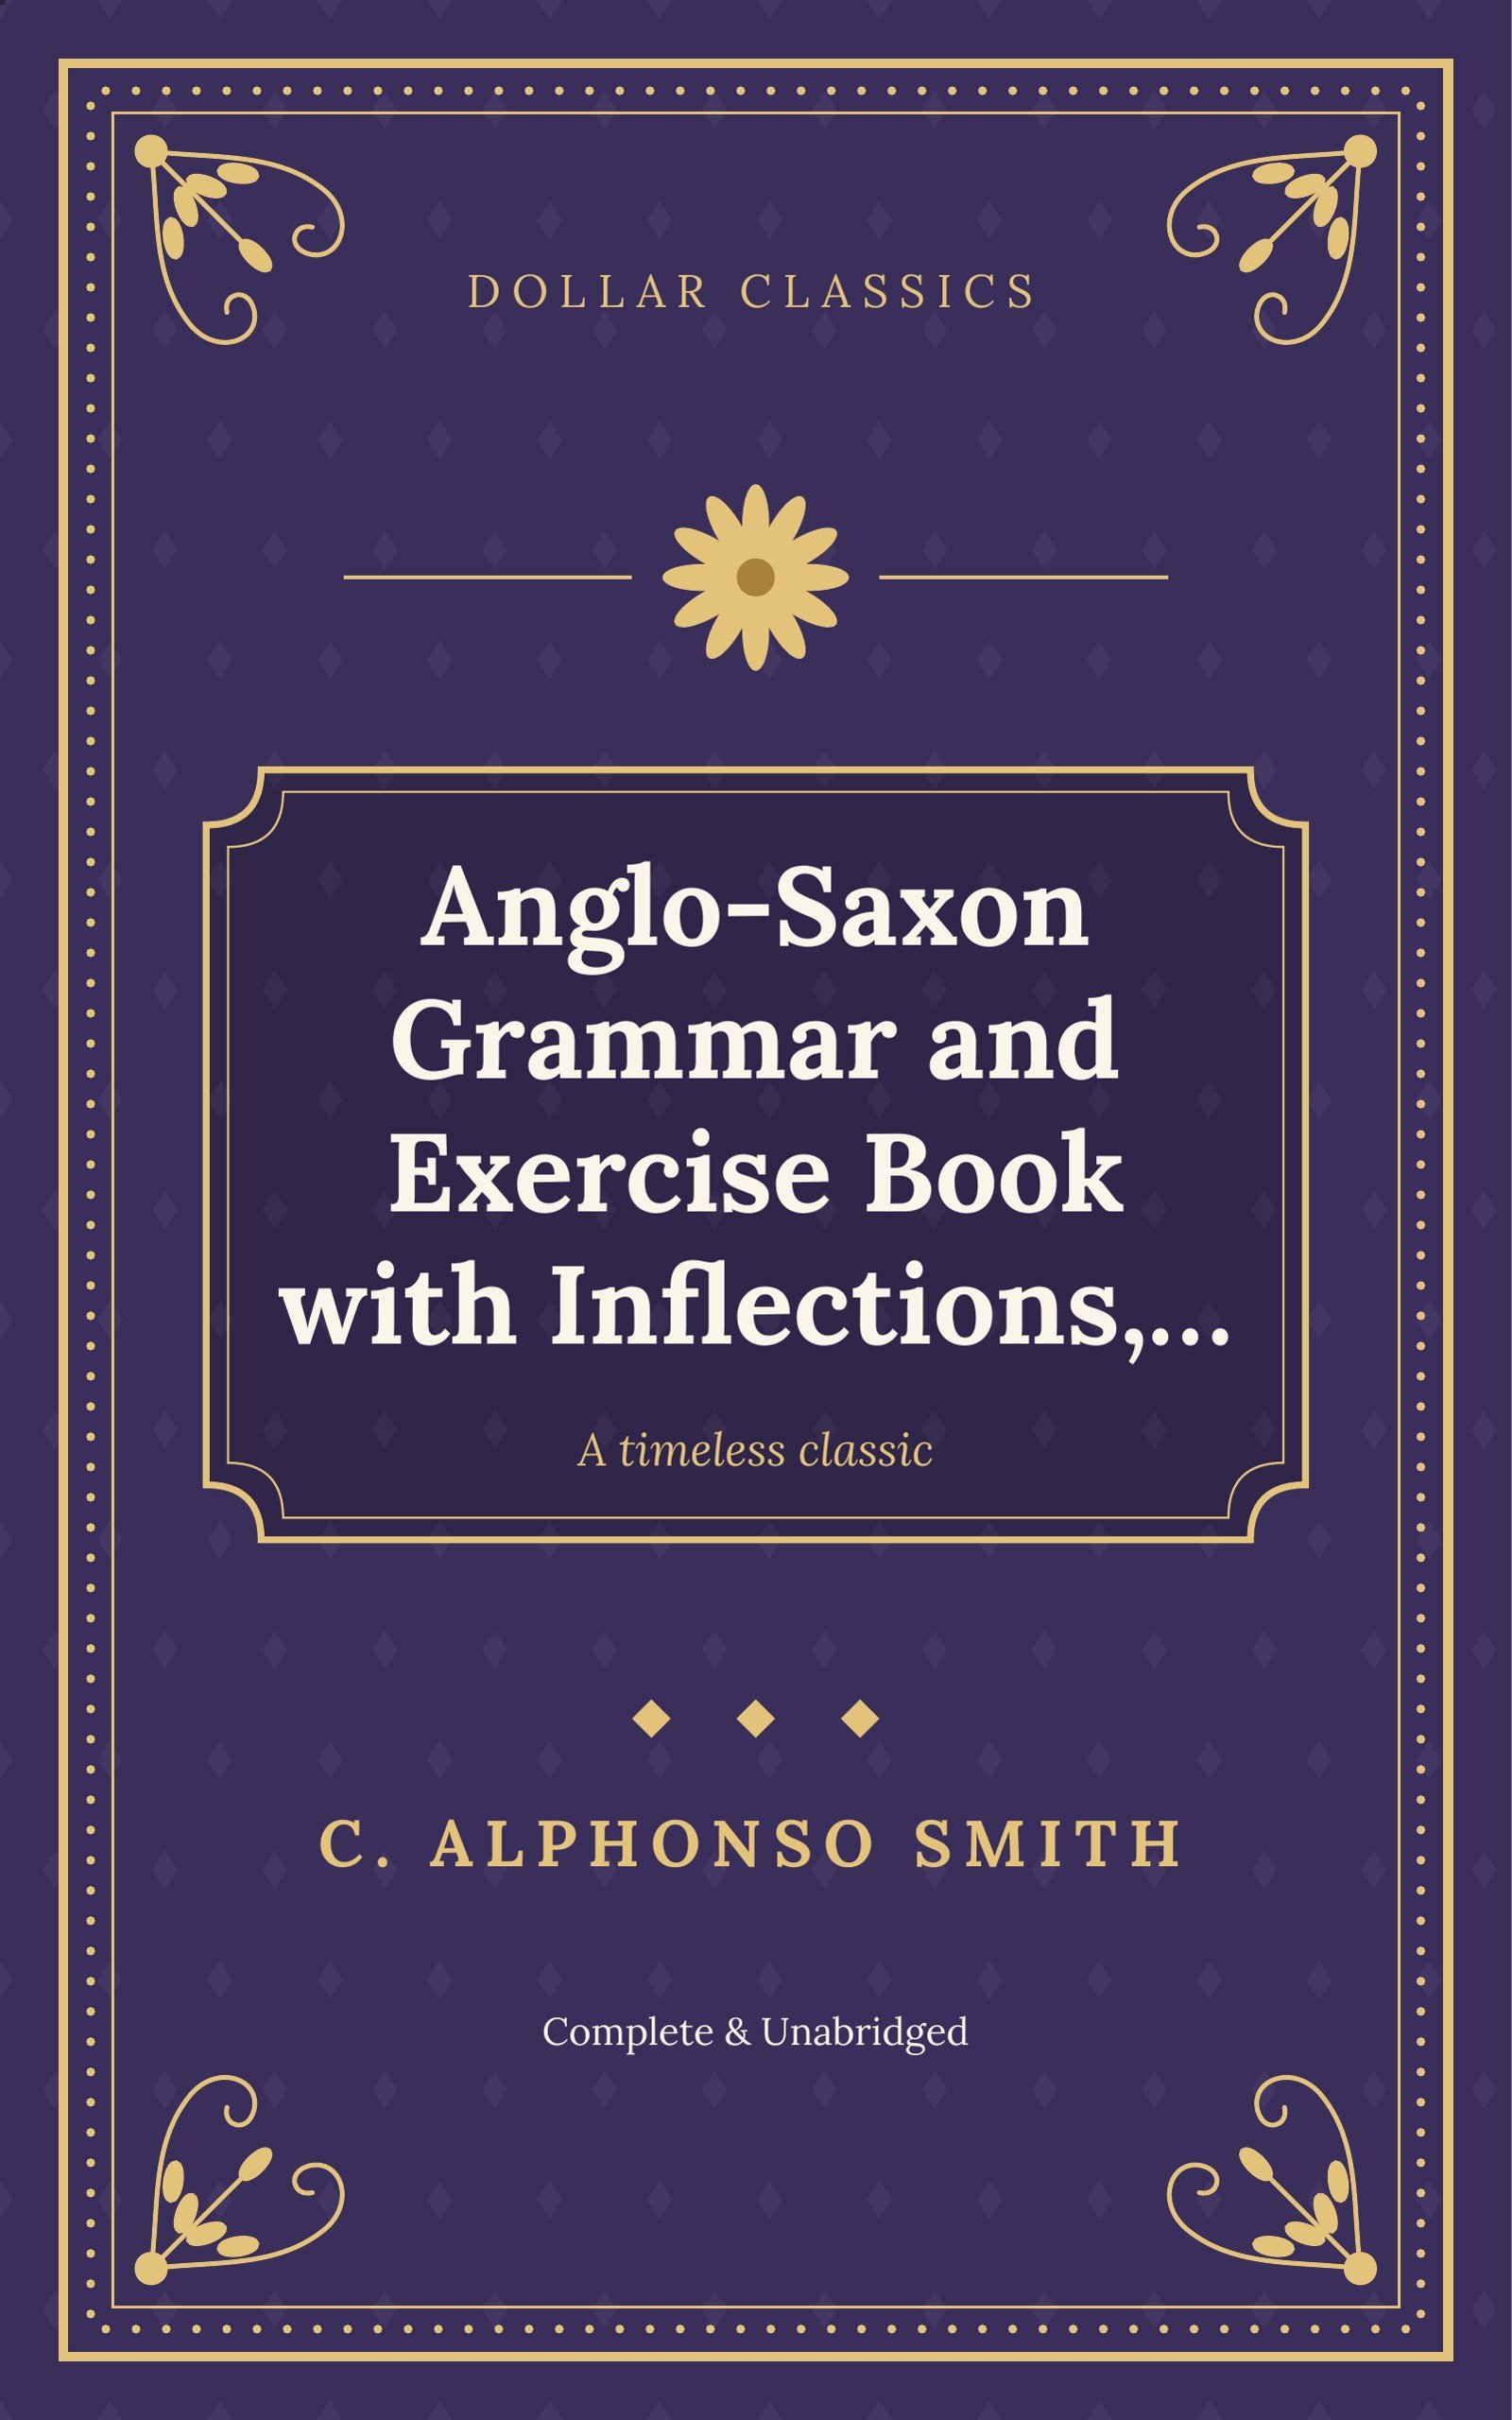 DOLLAR CLASSICS
Anglo-Saxon
Grammar and
Exercise Book
with Inflections,...
A timeless classic
C. ALPHONSO SMITH
Complete & Unabridged